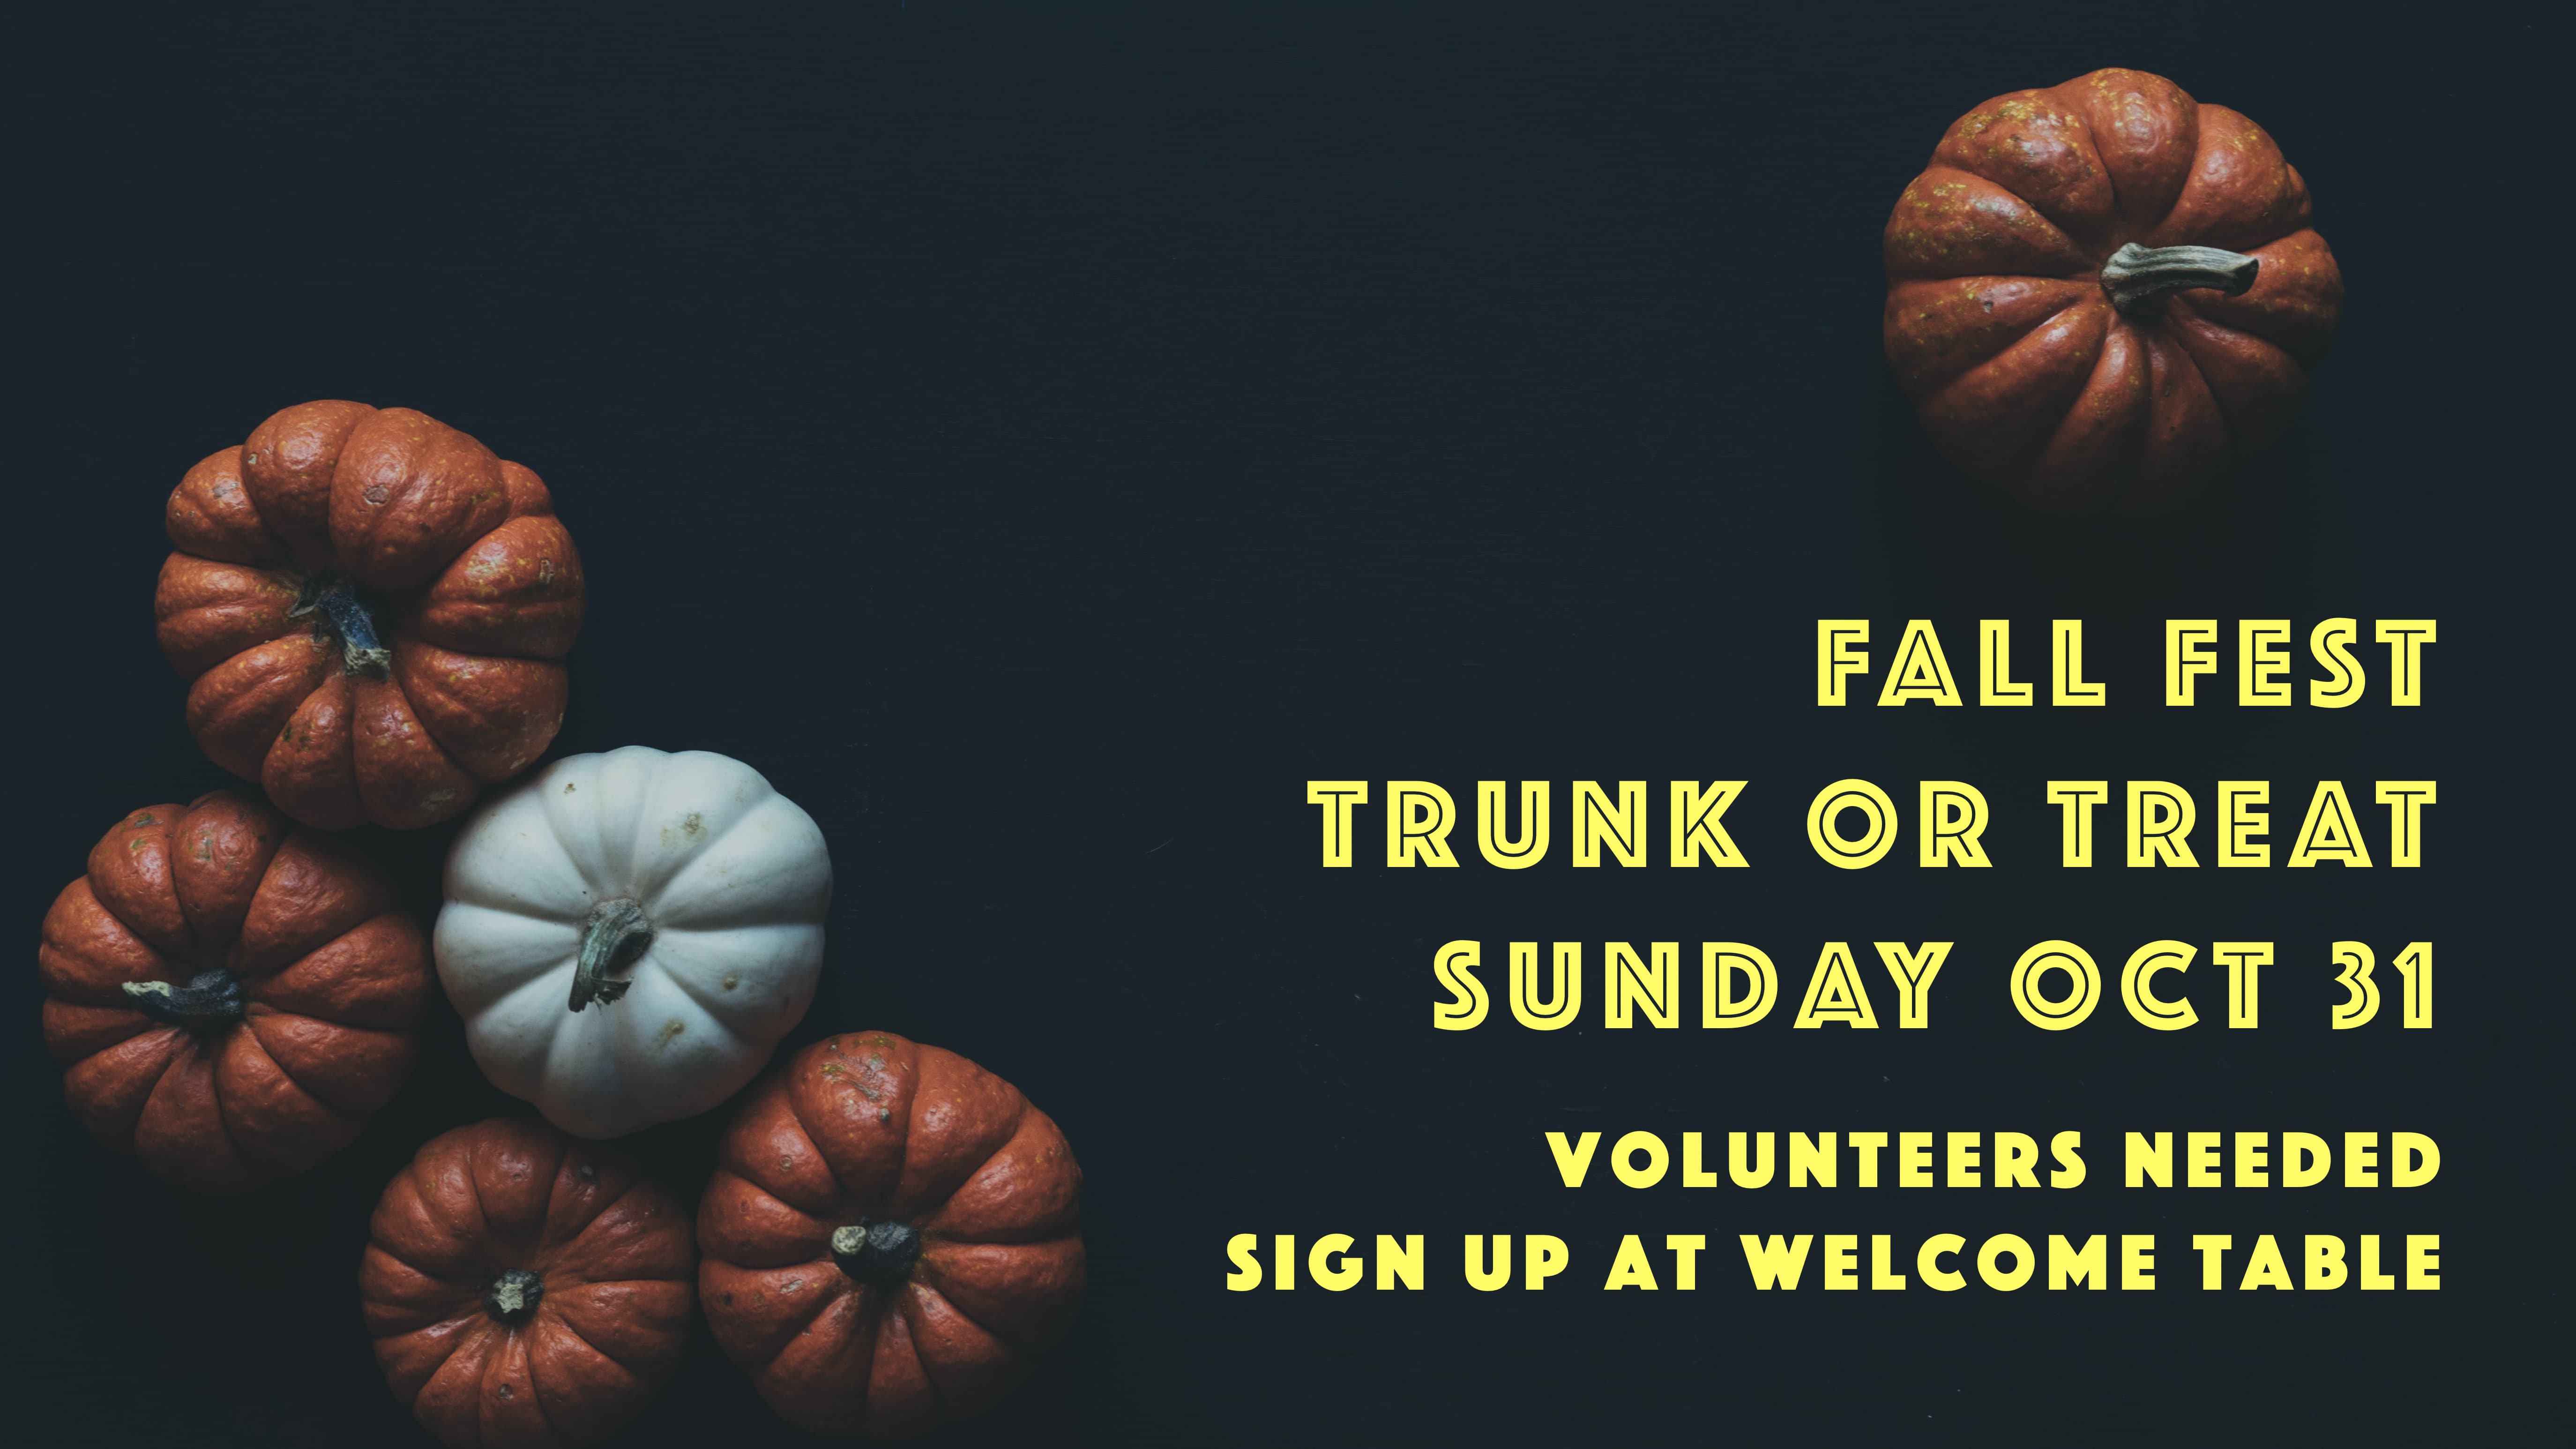 FALL FEST
TRUNK OR TREAT
SUNDAY OCT 31
VOLUNTEERS NEEDED
SIGN UP AT WELCOME TABLE